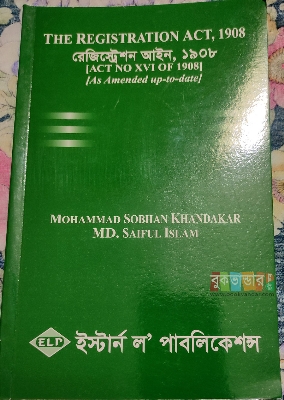 THE REGISTRATION ACT, 1908
রেজিস্ট্রেশন আইন, ১৯০৮
[ACT NO XVI OF 1908]
[As Amended up-to-date]
MOHAMMAD SOBHAN KHANDAKAR
MD. SAIFUL ISLAM
বুকভান্ডার
ELP
ইস্টার্ন ল' পাবলিকেশন্স